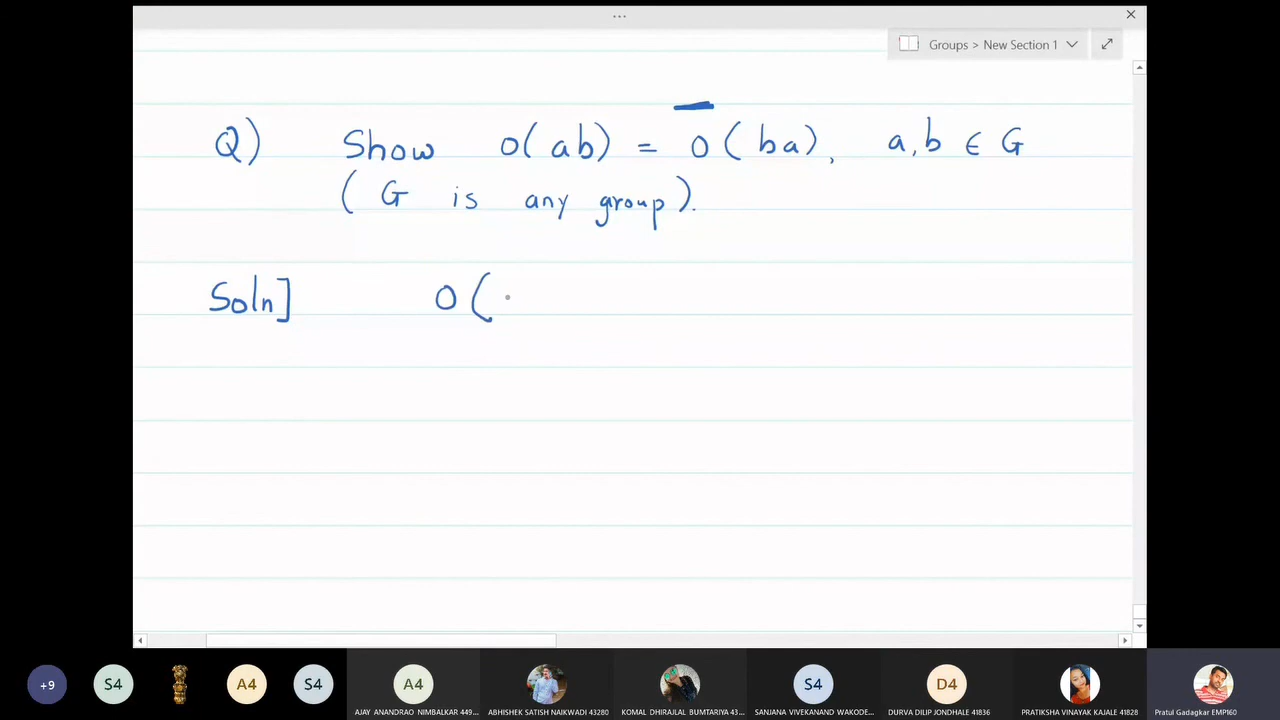 ...
Groups > New Section 1
Q) Show o(ab) = o(ba), a,b ∈ G
(G is any group).
Soln] o(
+9
S4
A4
S4
A4
S4
D4
AJAY ANANDRAO NIMBALKAR 449...
ABHISHEK SATISH NAIKWADI 43280
KOMAL DHIRAJLAL BUMTARIYA 43...
SANJANA VIVEKANAND WAKODE...
DURVA DILIP JONDHALE 41836
PRATIKSHA VINAYAK KAJALE 41828
Pratul Gadagkar EMP160